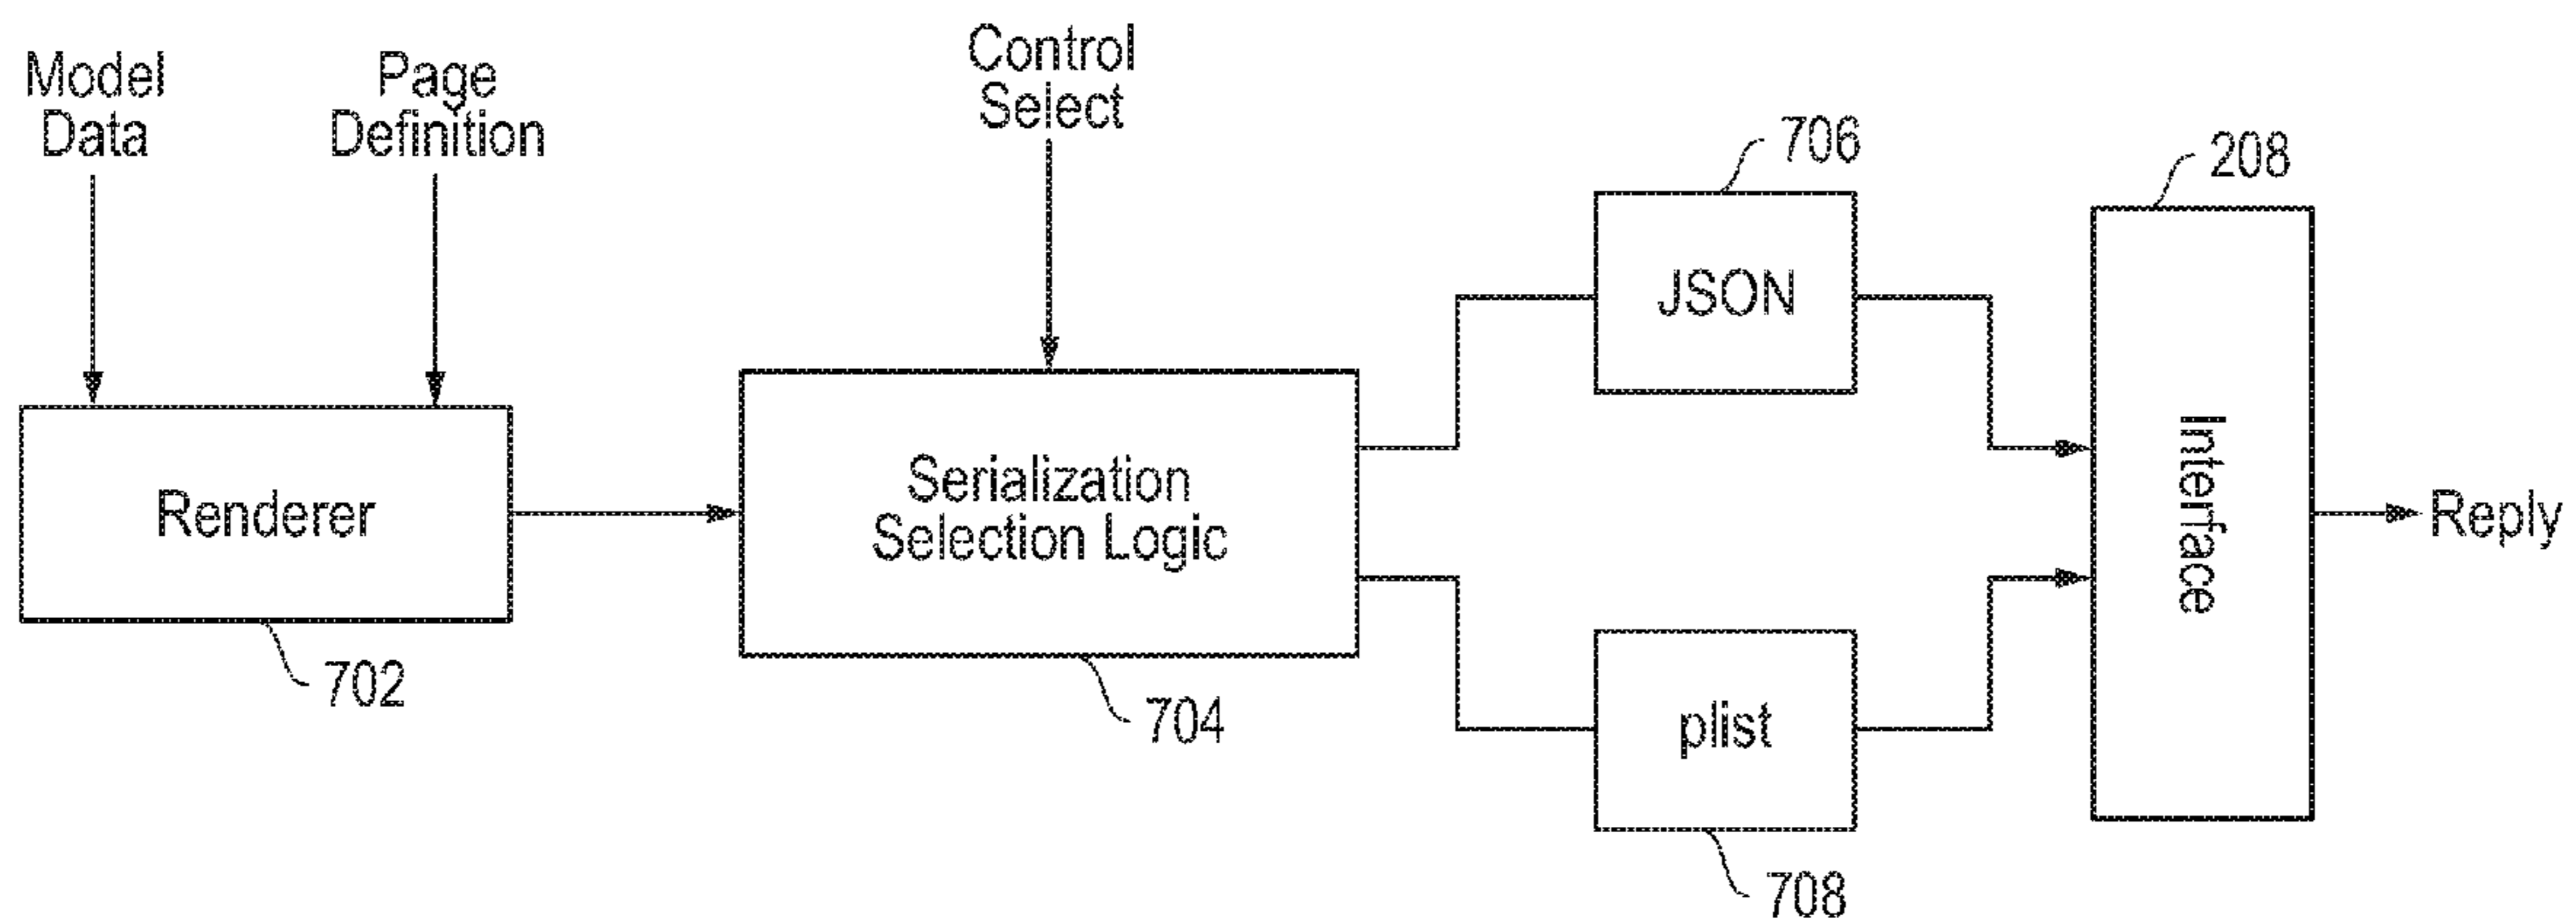 Model
Data
Page
Definition
Control
Select
706
208
JSON
Renderer
Serialization
Selection Logic
Interface
Reply
702
704
plist
708